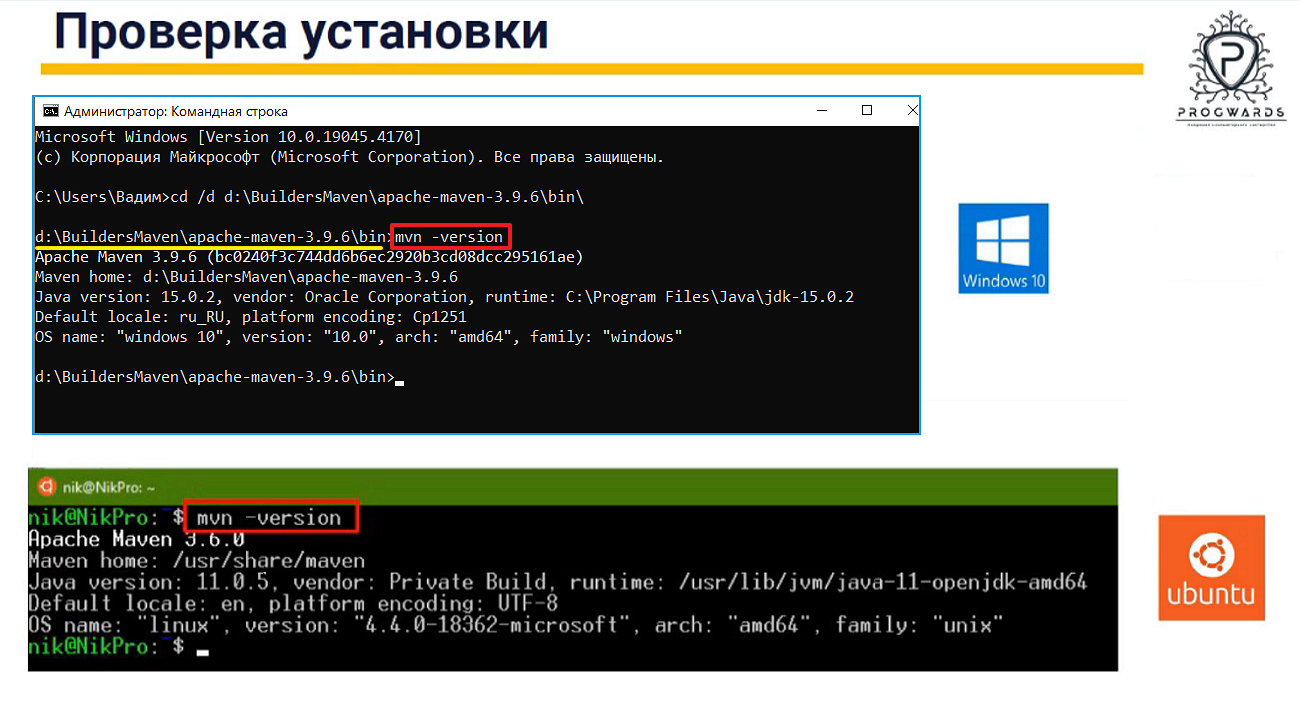 Проверка установки
PROGWARDS
Администратор: Командная строка
Microsoft Windows [Version 10.0.19045.4170]
(c) Корпорация Майкрософт (Microsoft Corporation). Все права защищены.
C:\Users\Вадим>cd /d d:\BuildersMaven\apache-maven-3.9.6\bin\
d:\BuildersMaven\apache-maven-3.9.6\bin>mvn -version
Apache Maven 3.9.6 (bc0240f3c744dd6b6ec2920b3cd08dcc295161ae)
Maven home: d:\BuildersMaven\apache-maven-3.9.6
Java version: 15.0.2, vendor: Oracle Corporation, runtime: C:\Program Files\Java\jdk-15.0.2
Default locale: ru_RU, platform encoding: Cp1251
OS name: "windows 10", version: "10.0", arch: "amd64", family: "windows"
d:\BuildersMaven\apache-maven-3.9.6\bin>
Windows 10
nik@NikPro: ~
nik@NikPro:~$ mvn -version
Apache Maven 3.6.0
Maven home: /usr/share/maven
Java version: 11.0.5, vendor: Private Build, runtime: /usr/lib/jvm/java-11-openjdk-amd64
Default locale: en, platform encoding: UTF-8
OS name: "linux", version: "4.4.0-18362-microsoft", arch: "amd64", family: "unix"
nik@NikPro:~$
ubuntu